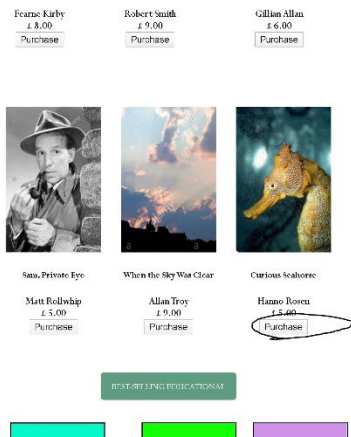 Fearne Kirby
£ 8.00
Purchase
Robert Smith
£ 9.00
Purchase
Gillian Allan
£ 6.00
Purchase
Sam, Private Eye
Matt Rollwhip
£ 5.00
Purchase
When the Sky Was Clear
Allan Troy
£ 9.00
Purchase
Curious Seahorse
Hanno Rosen
£ 5.00
Purchase
BEST-SELLING EDUCATIONAL